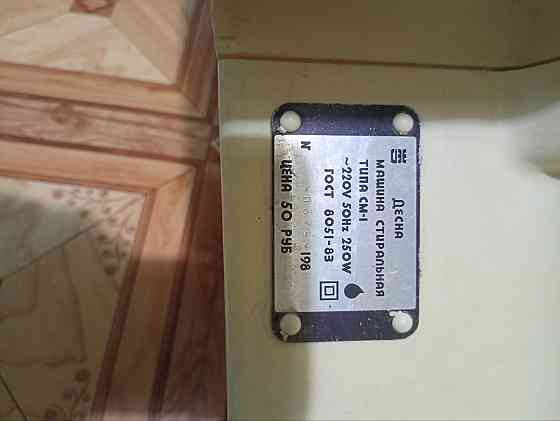 ДЕСНА
МАШИНА СТИРАЛЬНАЯ
ТИПА СМ-1
~220V 50Hz 250W
ГОСТ 8051-83
N 198
ЦЕНА 50 РУБ